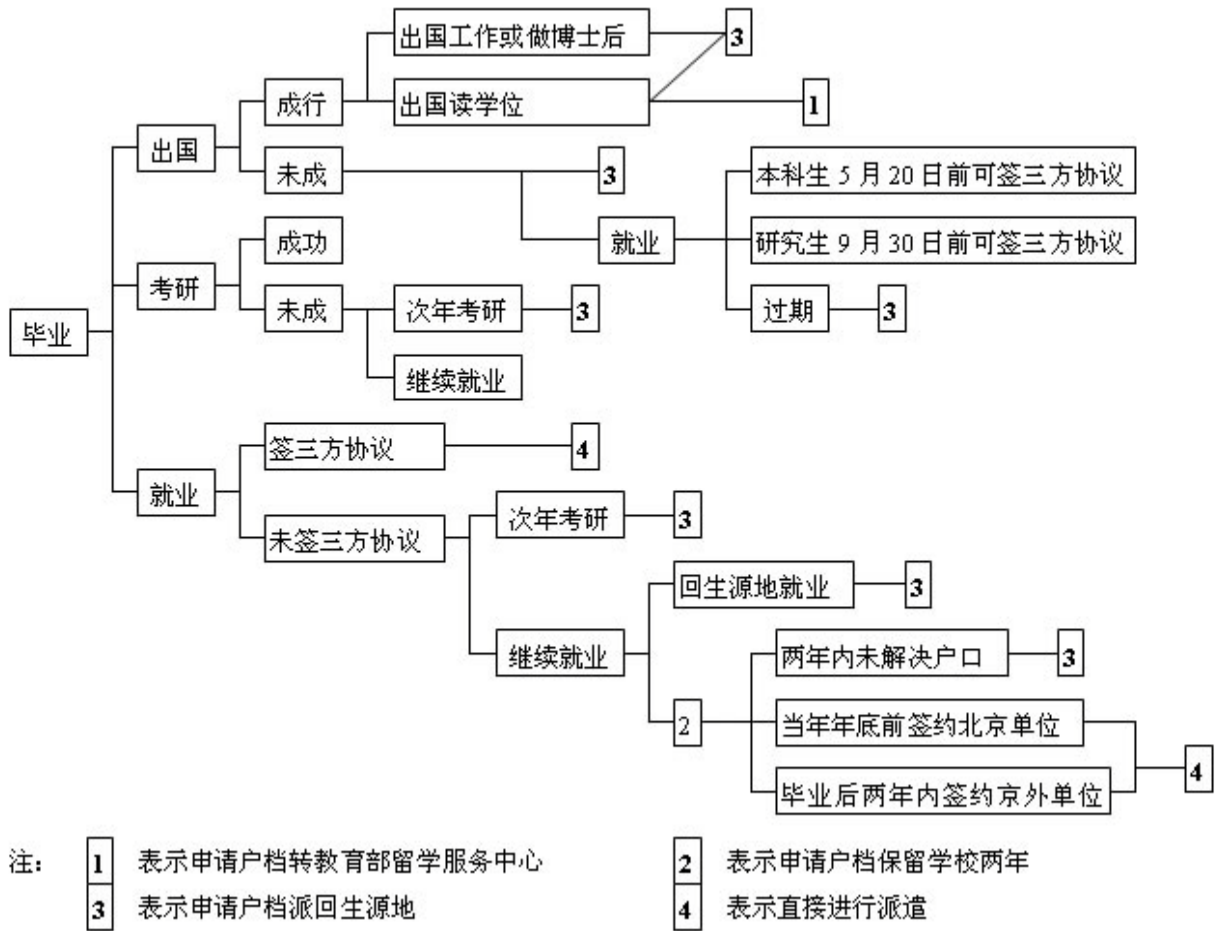 出国工作或做博士后
3
成行
出国读学位
1
出国
未成
3
本科生 5 月 20 日前可签三方协议
成功
就业
研究生 9 月 30 日前可签三方协议
考研
未成
次年考研
3
过期
3
毕业
继续就业
签三方协议
4
就业
次年考研
3
未签三方协议
回生源地就业
3
继续就业
两年内未解决户口
3
2
当年年底前签约北京单位
4
毕业后两年内签约京外单位
注：
1 表示申请户档转教育部留学服务中心
2 表示申请户档保留学校两年
3 表示申请户档派回生源地
4 表示直接进行派遣